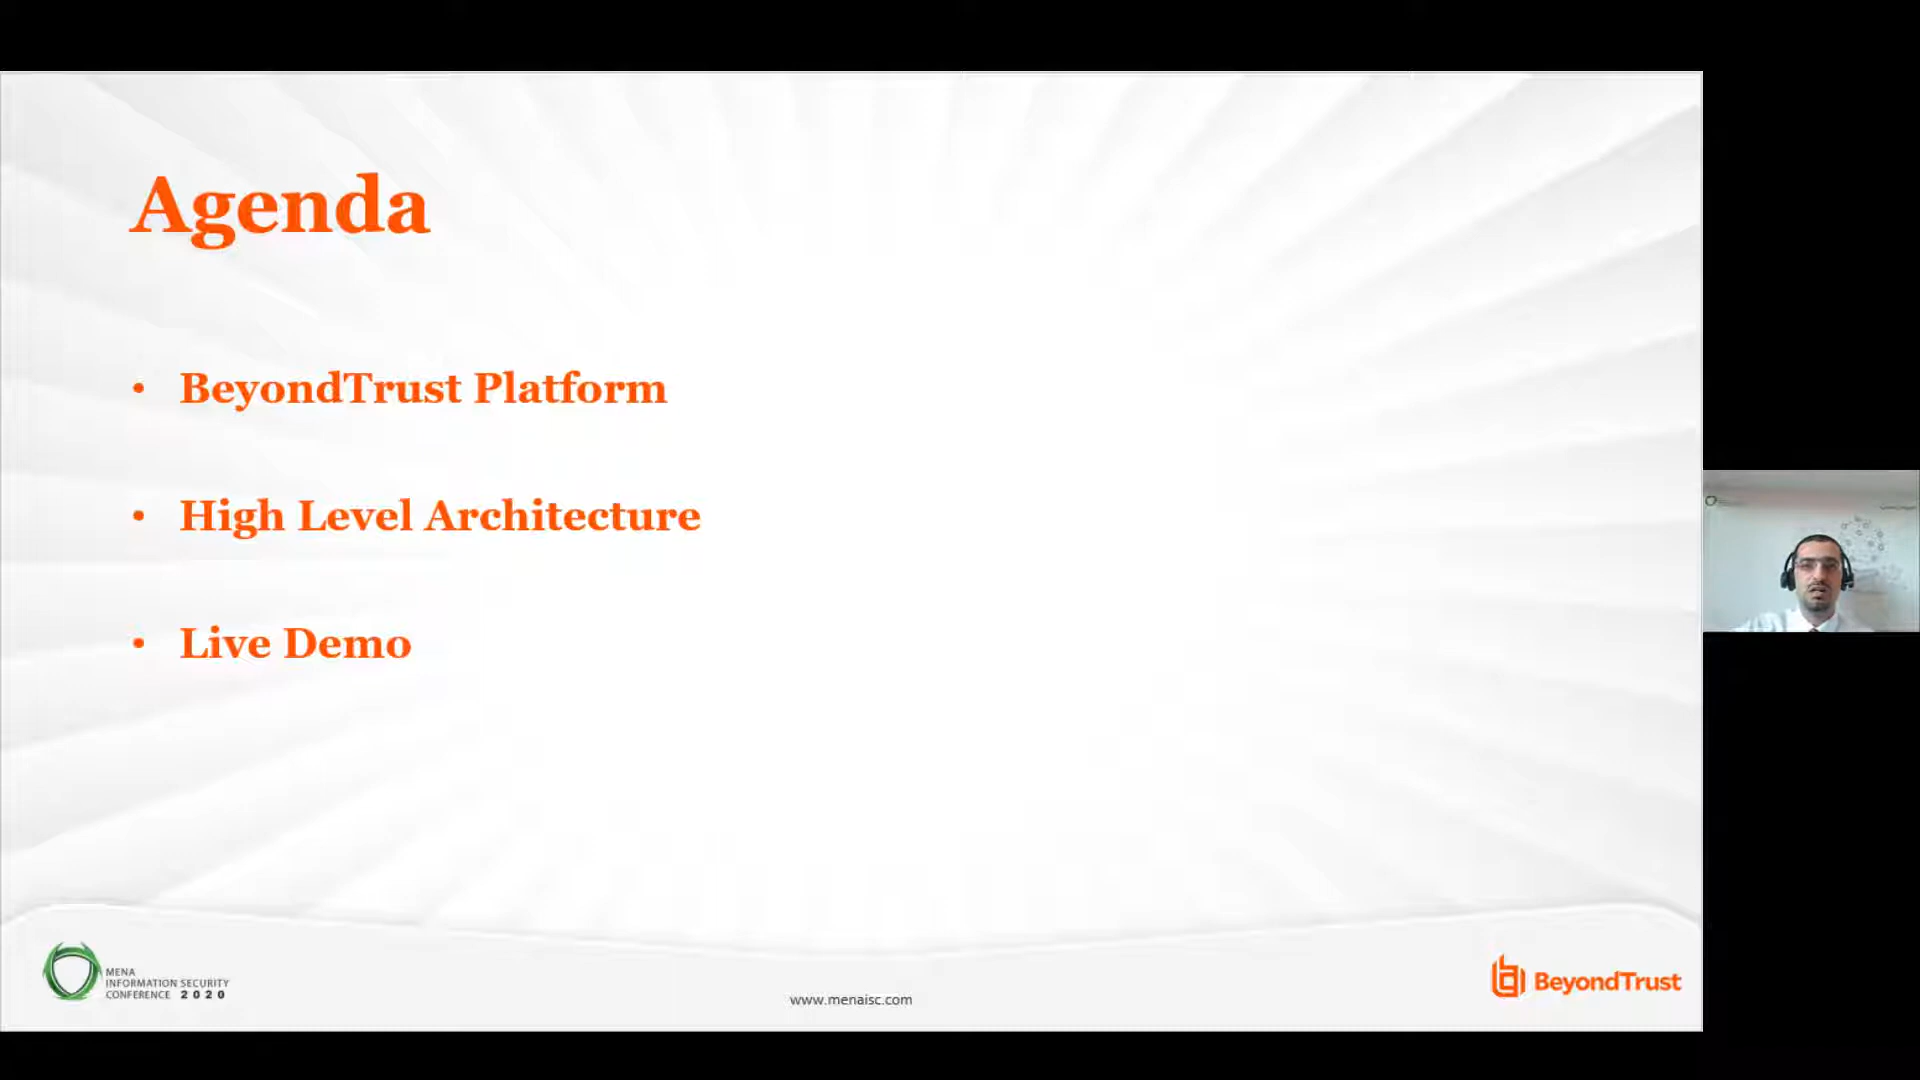 Agenda
• BeyondTrust Platform
• High Level Architecture
• Live Demo
MENA
INFORMATION SECURITY
CONFERENCE 2020
www.menaisc.com
BeyondTrust